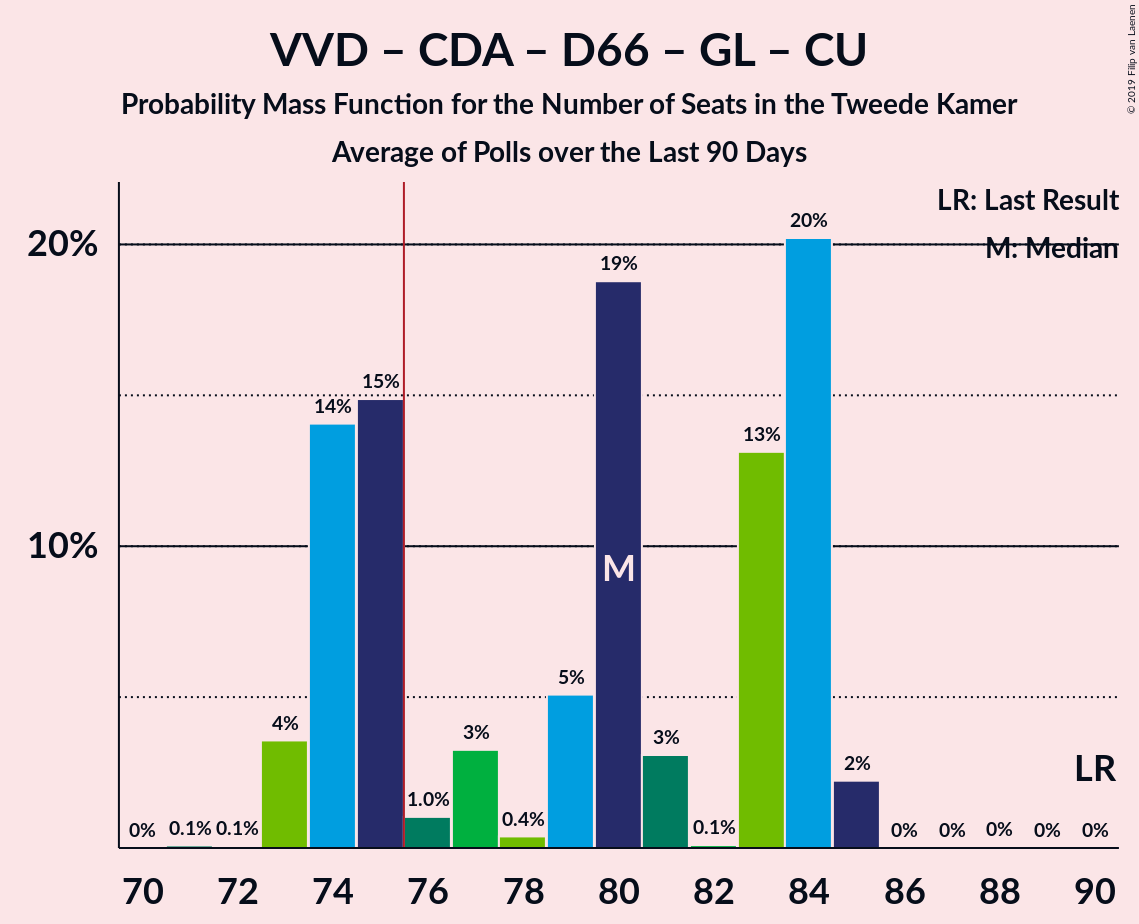 VVD – CDA – D66 – GL – CU
Probability Mass Function for the Number of Seats in the Tweede Kamer
Average of Polls over the Last 90 Days
© 2019 Filip van Laenen
LR: Last Result
M: Median
20%
10%
0%
0.1%
0.1%
4%
14%
15%
1.0%
3%
0.4%
5%
19%
3%
0.1%
13%
20%
2%
0%
0%
0%
0%
0%
M
LR
70 72 74 76 78 80 82 84 86 88 90